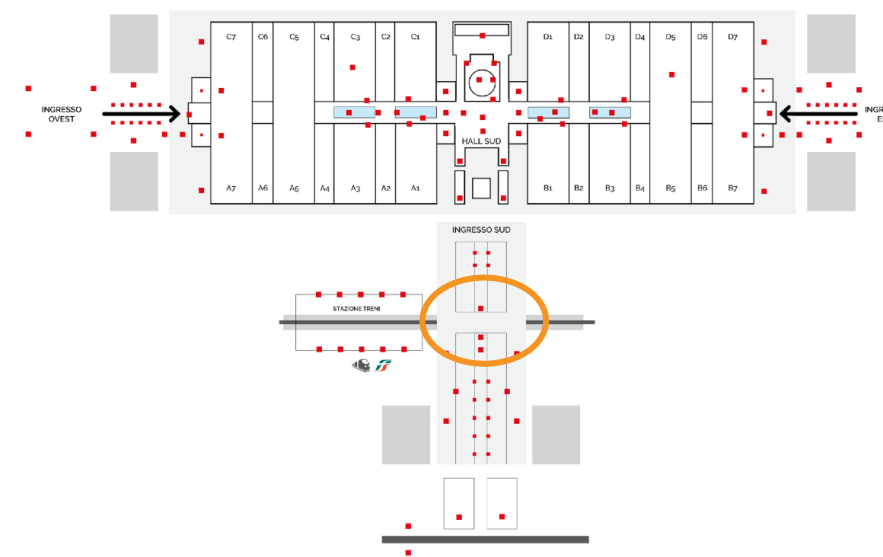 C7 C6 C5 C4 C3 C2 C1 D1 D2 D3 D4 D5 D6 D7
INGRESSO
OVEST
INGR
E
HALL SUD
A7 A6 A5 A4 A3 A2 A1 B1 B2 B3 B4 B5 B6 B7
INGRESSO SUD
STAZIONE TRENI